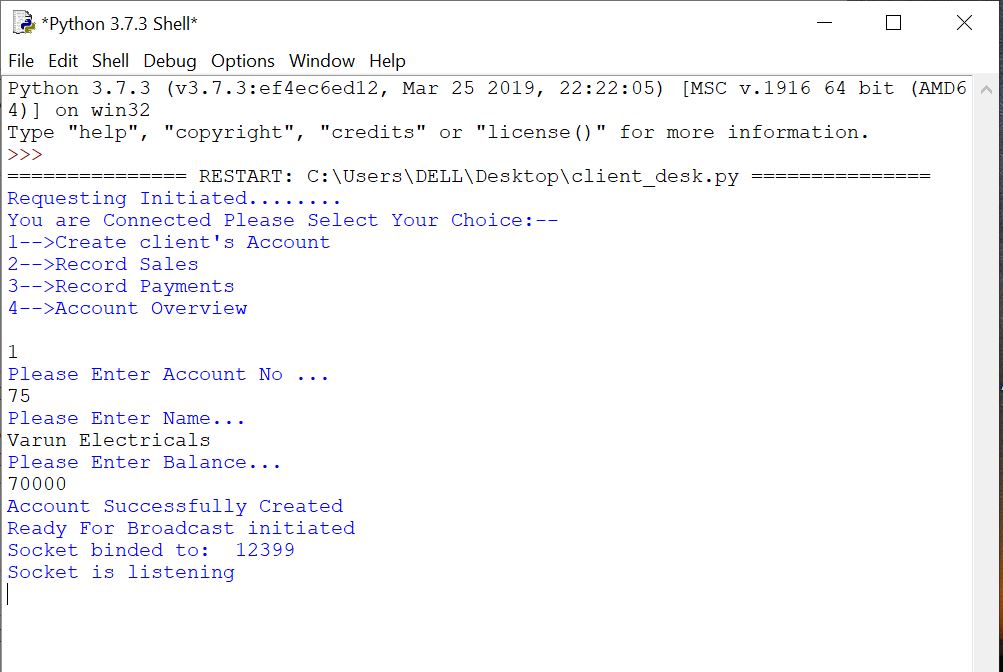 *Python 3.7.3 Shell*
File Edit Shell Debug Options Window Help
Python 3.7.3 (v3.7.3:ef4ec6ed12, Mar 25 2019, 22:22:05) [MSC v.1916 64 bit (AMD6
4)] on win32
Type "help", "copyright", "credits" or "license()" for more information.
>>>
=============== RESTART: C:\Users\DELL\Desktop\client_desk.py ===============
Requesting Initiated........
You are Connected Please Select Your Choice:--
1-->Create client's Account
2-->Record Sales
3-->Record Payments
4-->Account Overview
1
Please Enter Account No ...
75
Please Enter Name...
Varun Electricals
Please Enter Balance...
70000
Account Successfully Created
Ready For Broadcast initiated
Socket binded to:  12399
Socket is listening